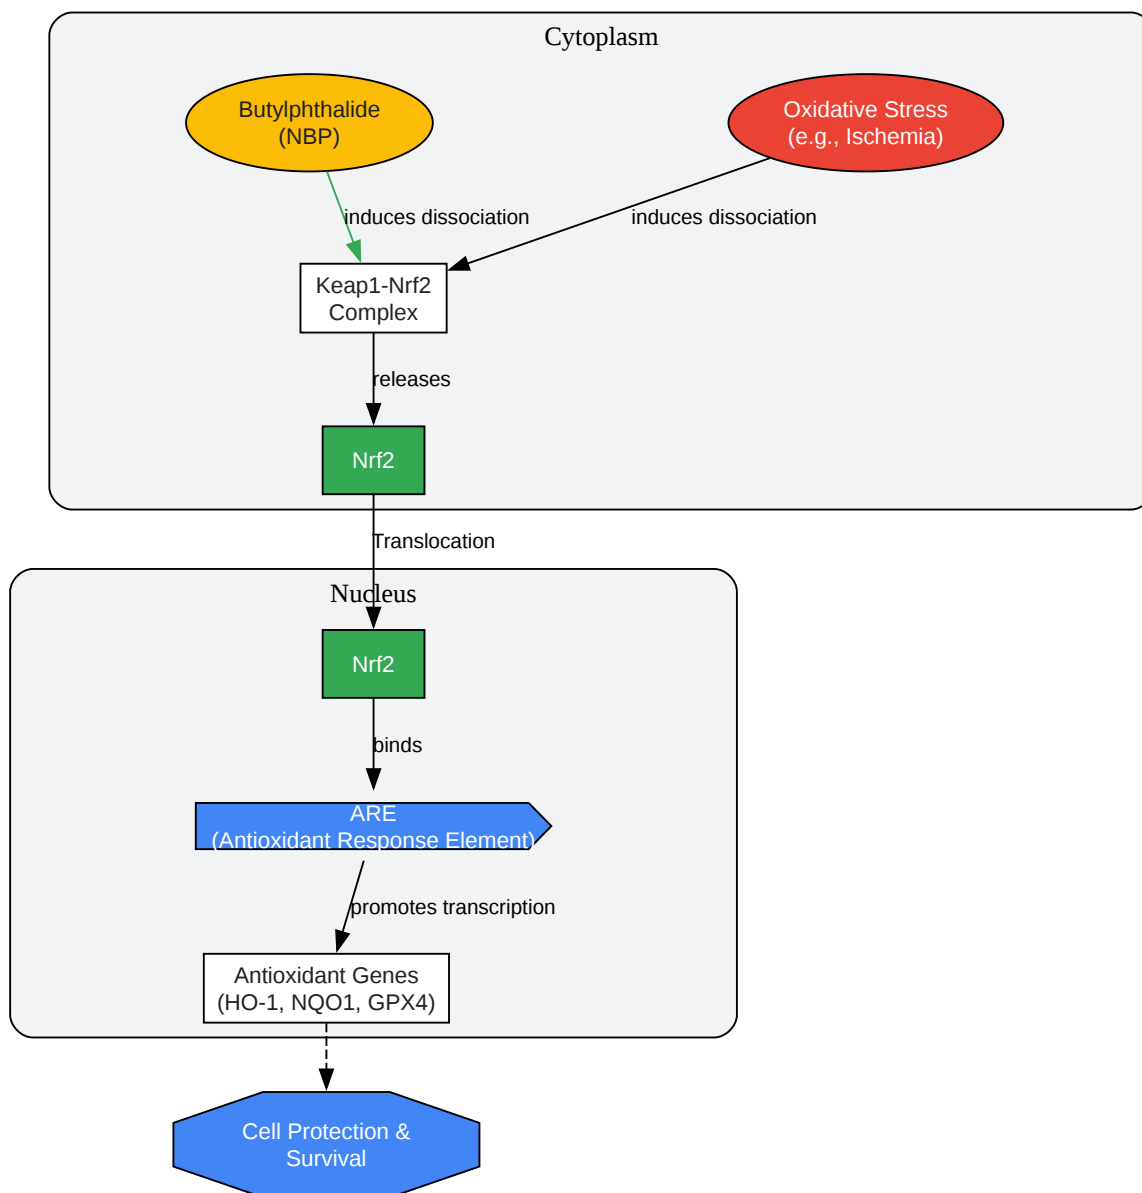 Cytoplasm
Butylphthalide
(NBP)
Oxidative Stress
(e.g., Ischemia)
induces dissociation
induces dissociation
Keap1-Nrf2
Complex
releases
Nrf2
Translocation
Nucleus
Nrf2
binds
ARE
(Antioxidant Response Element)
promotes transcription
Antioxidant Genes
(HO-1, NQO1, GPX4)
Cell Protection &
Survival